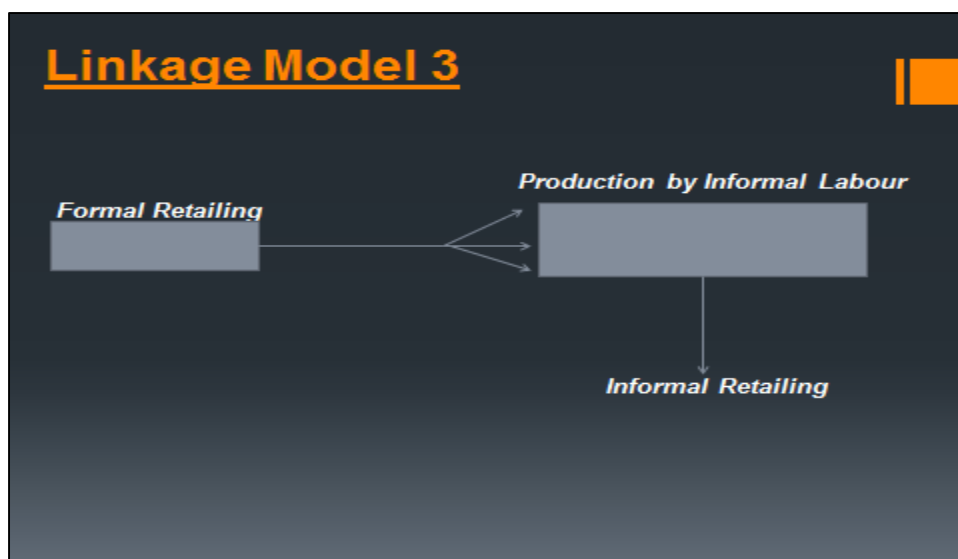 Linkage Model 3
Production by Informal Labour
Formal Retailing
Informal Retailing